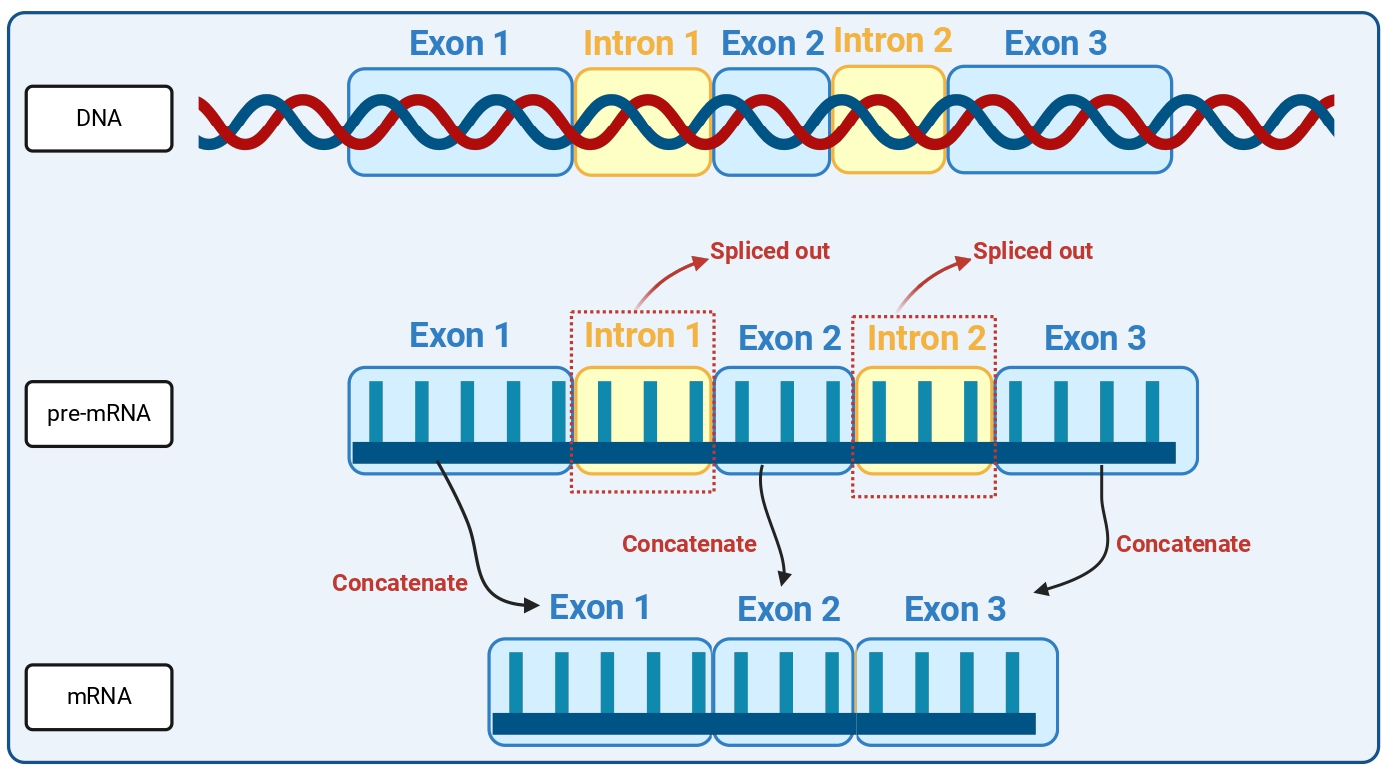 Exon 1
Intron 1
Exon 2
Intron 2
Exon 3
DNA
Spliced out
Spliced out
Exon 1
Intron 1
Exon 2
Intron 2
Exon 3
pre-mRNA
Concatenate
Concatenate
Concatenate
Exon 1
Exon 2
Exon 3
mRNA